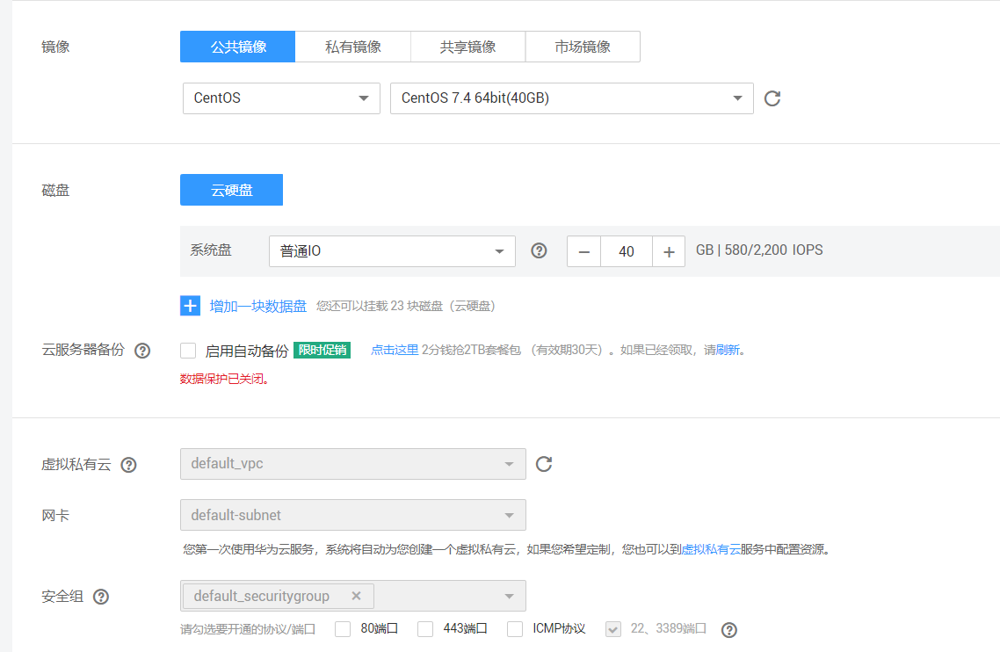 镜像 公共镜像 私有镜像 共享镜像 市场镜像
CentOS CentOS 7.4 64bit(40GB)
磁盘 云硬盘
系统盘 普通IO 40 GB | 580/2,200 IOPS
增加一块数据盘 您还可以挂载 23 块磁盘（云硬盘）
云服务器备份 启用自动备份 限时促销 点击这里 2分钱抢2TB套餐包 （有效期30天）。如果已经领取，请刷新。
数据保护已关闭。
虚拟私有云 default_vpc
网卡 default-subnet
您第一次使用华为云服务，系统将自动为您创建一个虚拟私有云，如果您希望定制，您也可以到虚拟私有云服务中配置资源。
安全组 default_securitygroup
请勾选要开通的协议/端口 80端口 443端口 ICMP协议 22、3389端口